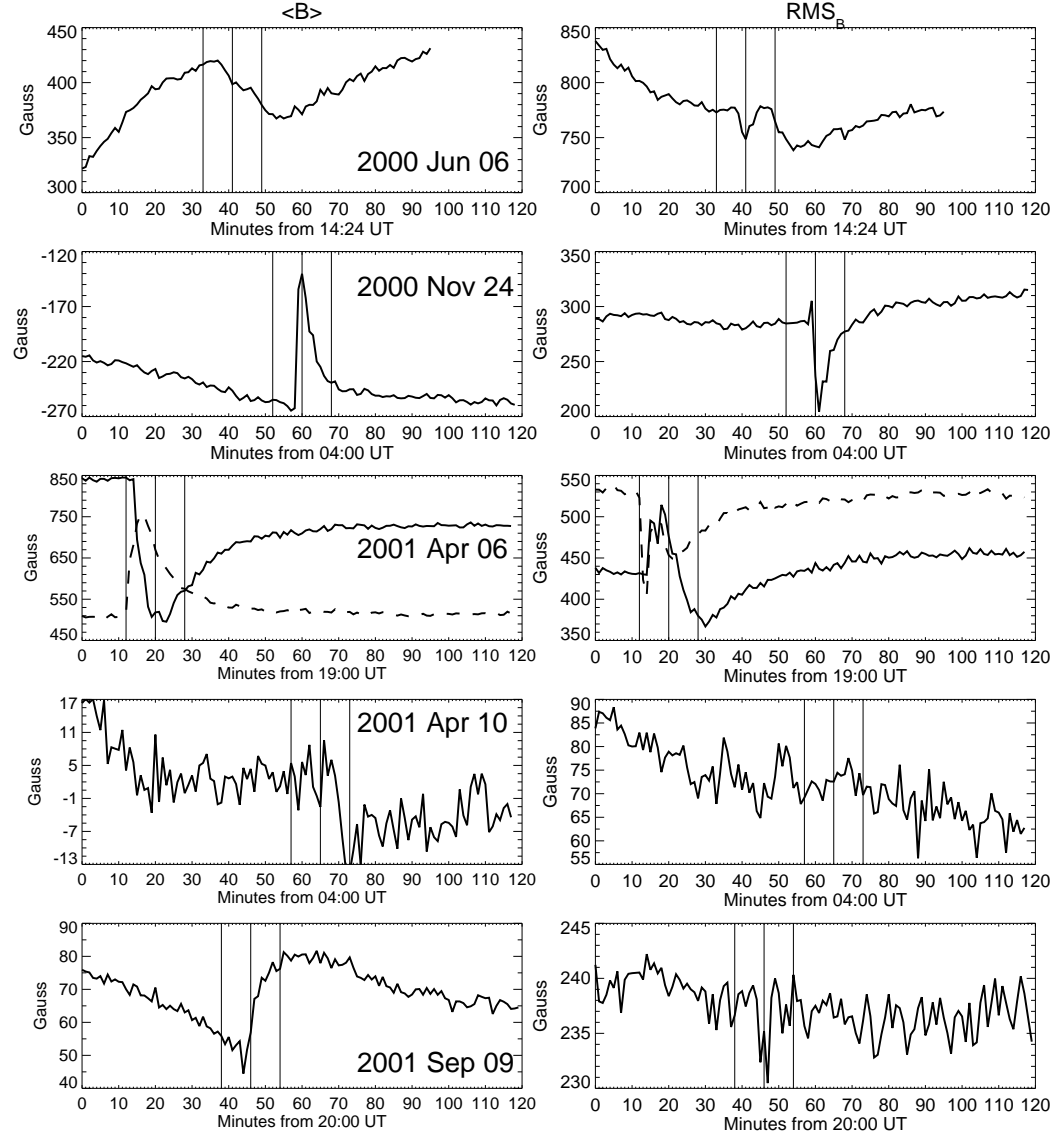 <B> RMS_B
450
400
350
300
Gauss
0 10 20 30 40 50 60 70 80 90 100 110 120
Minutes from 14:24 UT
2000 Jun 06
850
800
750
700
Gauss
0 10 20 30 40 50 60 70 80 90 100 110 120
Minutes from 14:24 UT
-120
-170
-220
-270
Gauss
0 10 20 30 40 50 60 70 80 90 100 110 120
Minutes from 04:00 UT
2000 Nov 24
350
300
250
200
Gauss
0 10 20 30 40 50 60 70 80 90 100 110 120
Minutes from 04:00 UT
850
750
650
550
450
Gauss
0 10 20 30 40 50 60 70 80 90 100 110 120
Minutes from 19:00 UT
2001 Apr 06
550
500
450
400
350
Gauss
0 10 20 30 40 50 60 70 80 90 100 110 120
Minutes from 19:00 UT
17
11
5
-1
-7
-13
Gauss
0 10 20 30 40 50 60 70 80 90 100 110 120
Minutes from 04:00 UT
2001 Apr 10
90
85
80
75
70
65
60
55
Gauss
0 10 20 30 40 50 60 70 80 90 100 110 120
Minutes from 04:00 UT
90
80
70
60
50
40
Gauss
0 10 20 30 40 50 60 70 80 90 100 110 120
Minutes from 20:00 UT
2001 Sep 09
245
240
235
230
Gauss
0 10 20 30 40 50 60 70 80 90 100 110 120
Minutes from 20:00 UT